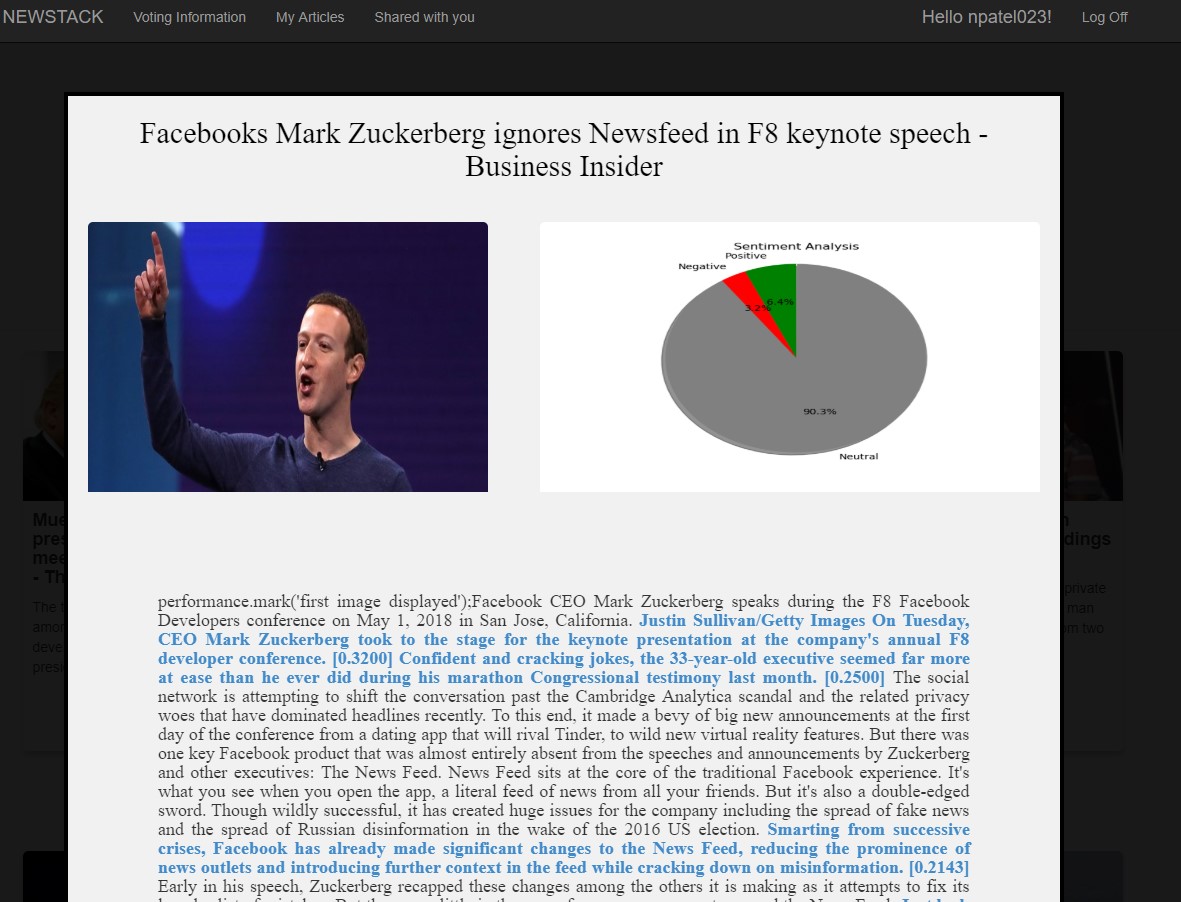 NEWSTACK Voting Information My Articles Shared with you Hello npatel023! Log Off
Facebooks Mark Zuckerberg ignores Newsfeed in F8 keynote speech -
Business Insider
Sentiment Analysis
Positive
Negative
6.4%
3.2%
90.3%
Neutral
performance.mark('first image displayed');Facebook CEO Mark Zuckerberg speaks during the F8 Facebook
Developers conference on May 1, 2018 in San Jose, California. Justin Sullivan/Getty Images On Tuesday,
CEO Mark Zuckerberg took to the stage for the keynote presentation at the company's annual F8
developer conference. [0.3200] Confident and cracking jokes, the 33-year-old executive seemed far more
at ease than he ever did during his marathon Congressional testimony last month. [0.2500] The social
network is attempting to shift the conversation past the Cambridge Analytica scandal and the related privacy
woes that have dominated headlines recently. To this end, it made a bevy of big new announcements at the first
day of the conference from a dating app that will rival Tinder, to wild new virtual reality features. But there was
one key Facebook product that was almost entirely absent from the speeches and announcements by Zuckerberg
and other executives: The News Feed. News Feed sits at the core of the traditional Facebook experience. It's
what you see when you open the app, a literal feed of news from all your friends. But it's also a double-edged
sword. Though wildly successful, it has created huge issues for the company including the spread of fake news
and the spread of Russian disinformation in the wake of the 2016 US election. Smarting from successive
crises, Facebook has already made significant changes to the News Feed, reducing the prominence of
news outlets and introducing further context in the feed while cracking down on misinformation. [0.2143]
Early in his speech, Zuckerberg recapped these changes among the others it is making as it attempts to fix its
private
man
two